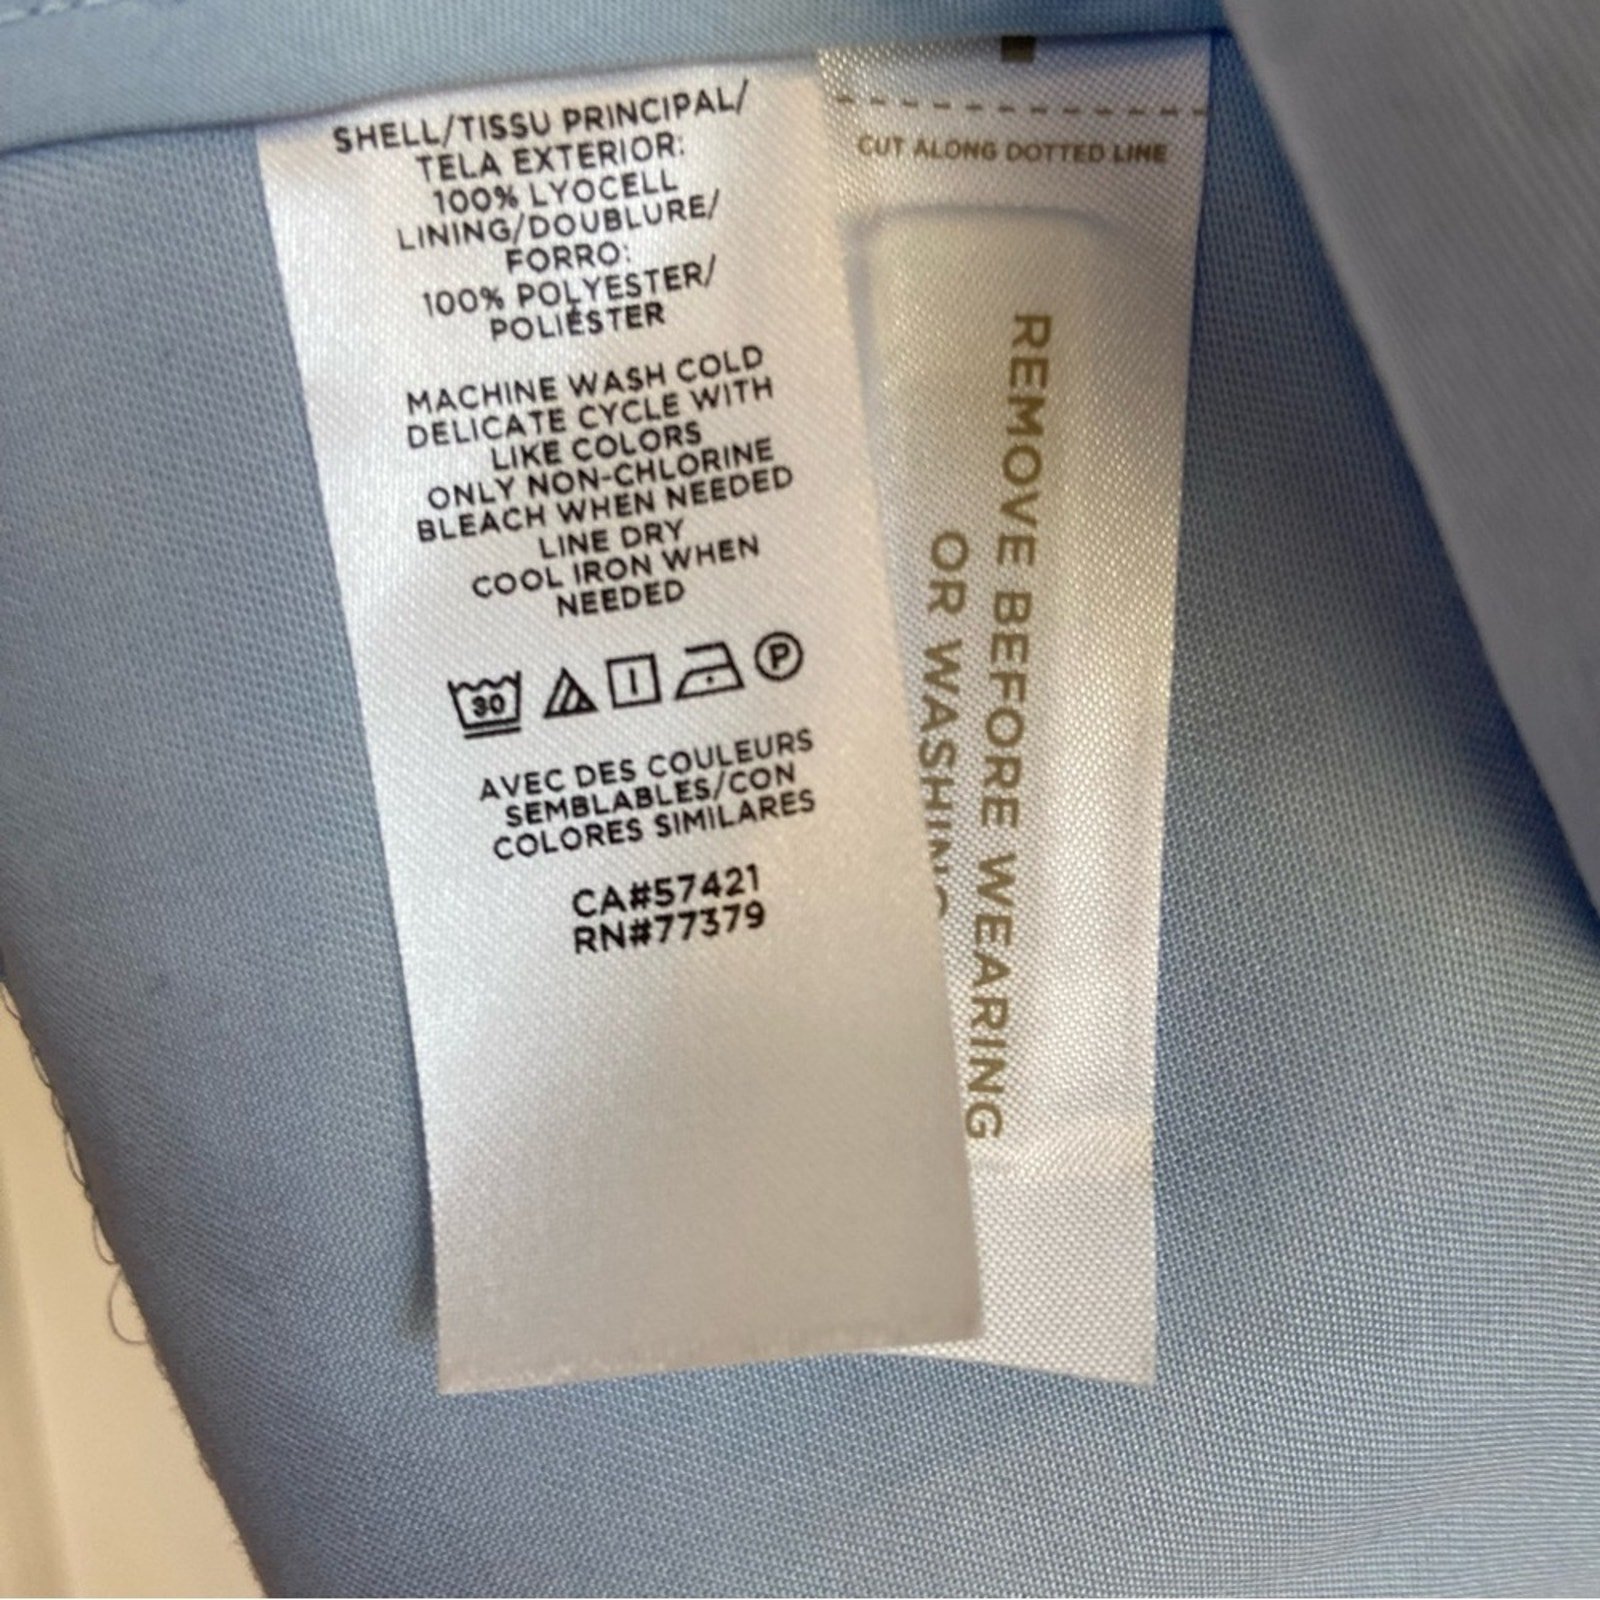 SHELL/TISSU PRINCIPAL/
TELA EXTERIOR:
100% LYOCELL
LINING/DOUBLURE/
FORRO:
100% POLYESTER/
POLIÉSTER
MACHINE WASH COLD
DELICATE CYCLE WITH
LIKE COLORS
ONLY NON-CHLORINE
BLEACH WHEN NEEDED
LINE DRY
COOL IRON WHEN
NEEDED
30
P
AVEC DES COULEURS
SEMBLABLES/CON
COLORES SIMILARES
CA#57421
RN#77379
CUT ALONG DOTTED LINE
REMOVE BEFORE WEARING
OR WASHING